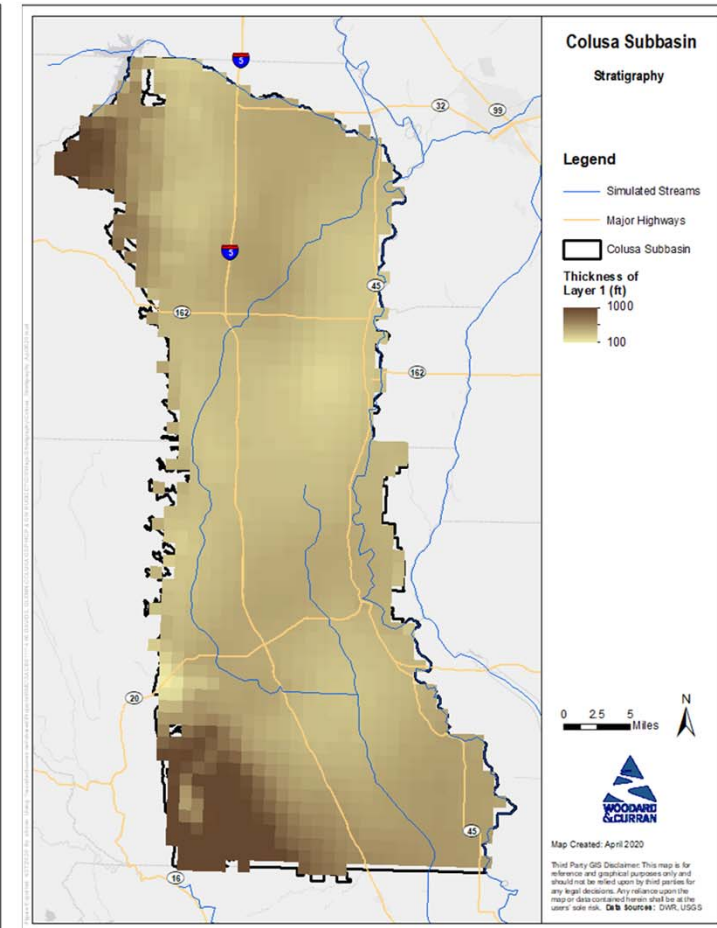 Colusa Subbasin
Stratigraphy
Legend
Simulated Streams
Major Highways
Colusa Subbasin
Thickness of
Layer 1 (ft)
1000
100
5
32
99
5
45
162
162
20
45
16
N
0 2.5 5
Miles
WOODARD
&CURRAN
Map Created: April 2020
Third Party GIS Disclaimer: This map is for
reference and graphical purposes only and
should not be relied upon by third parties for
any legal decisions. Any reliance upon the
map or data contained herein shall be at the
users' sole risk. Data Sources: DWR, USGS